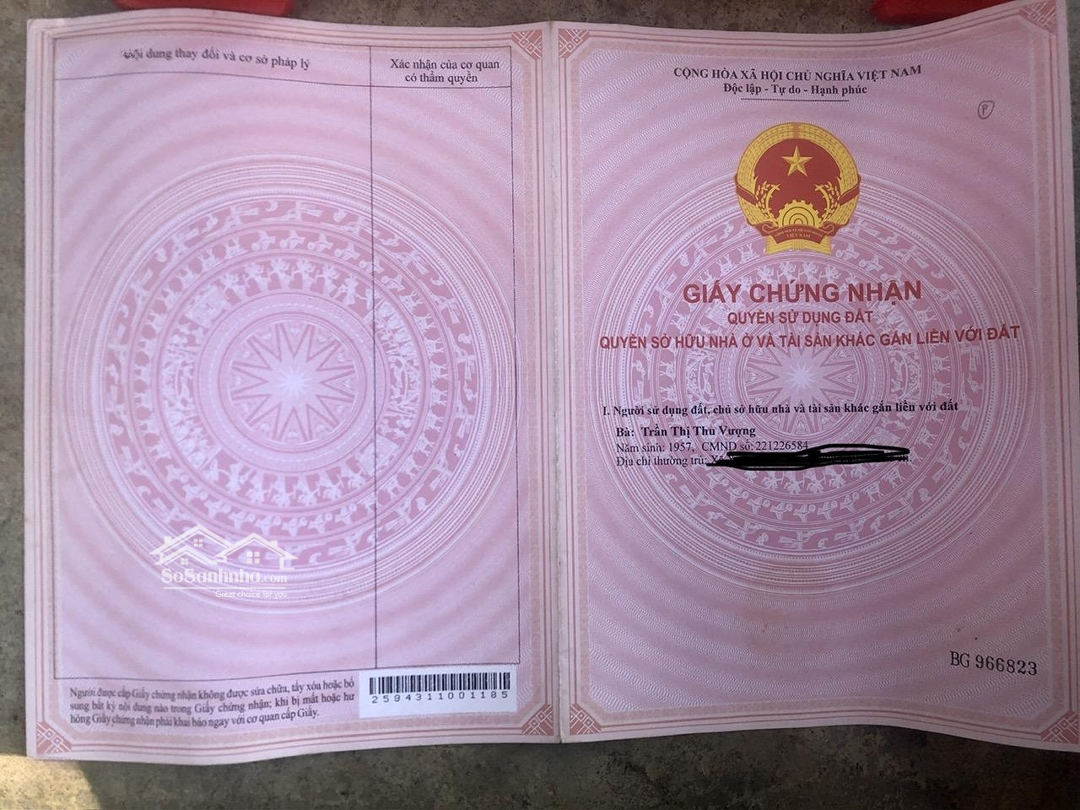 Nội dung thay đổi và cơ sở pháp lý
Xác nhận của cơ quan
có thẩm quyền
SoSanhnha.com
Great choice for you
Người được cấp Giấy chứng nhận không được sửa chữa, tẩy xóa hoặc bổ
sung bất kỳ nội dung nào trong Giấy chứng nhận; khi bị mất hoặc hư
hỏng Giấy chứng nhận phải khai báo ngay với cơ quan cấp Giấy.
2584311001185
CỘNG HÒA XÃ HỘI CHỦ NGHĨA VIỆT NAM
Độc lập - Tự do - Hạnh phúc
P
VIỆT NAM
GIẤY CHỨNG NHẬN
QUYỀN SỬ DỤNG ĐẤT
QUYỀN SỞ HỮU NHÀ Ở VÀ TÀI SẢN KHÁC GẮN LIỀN VỚI ĐẤT
I. Người sử dụng đất, chủ sở hữu nhà và tài sản khác gắn liền với đất
Bà: Trần Thị Thu Vượng
Năm sinh: 1957, CMND số: 221226584
Địa chỉ thường trú:
BG 966823